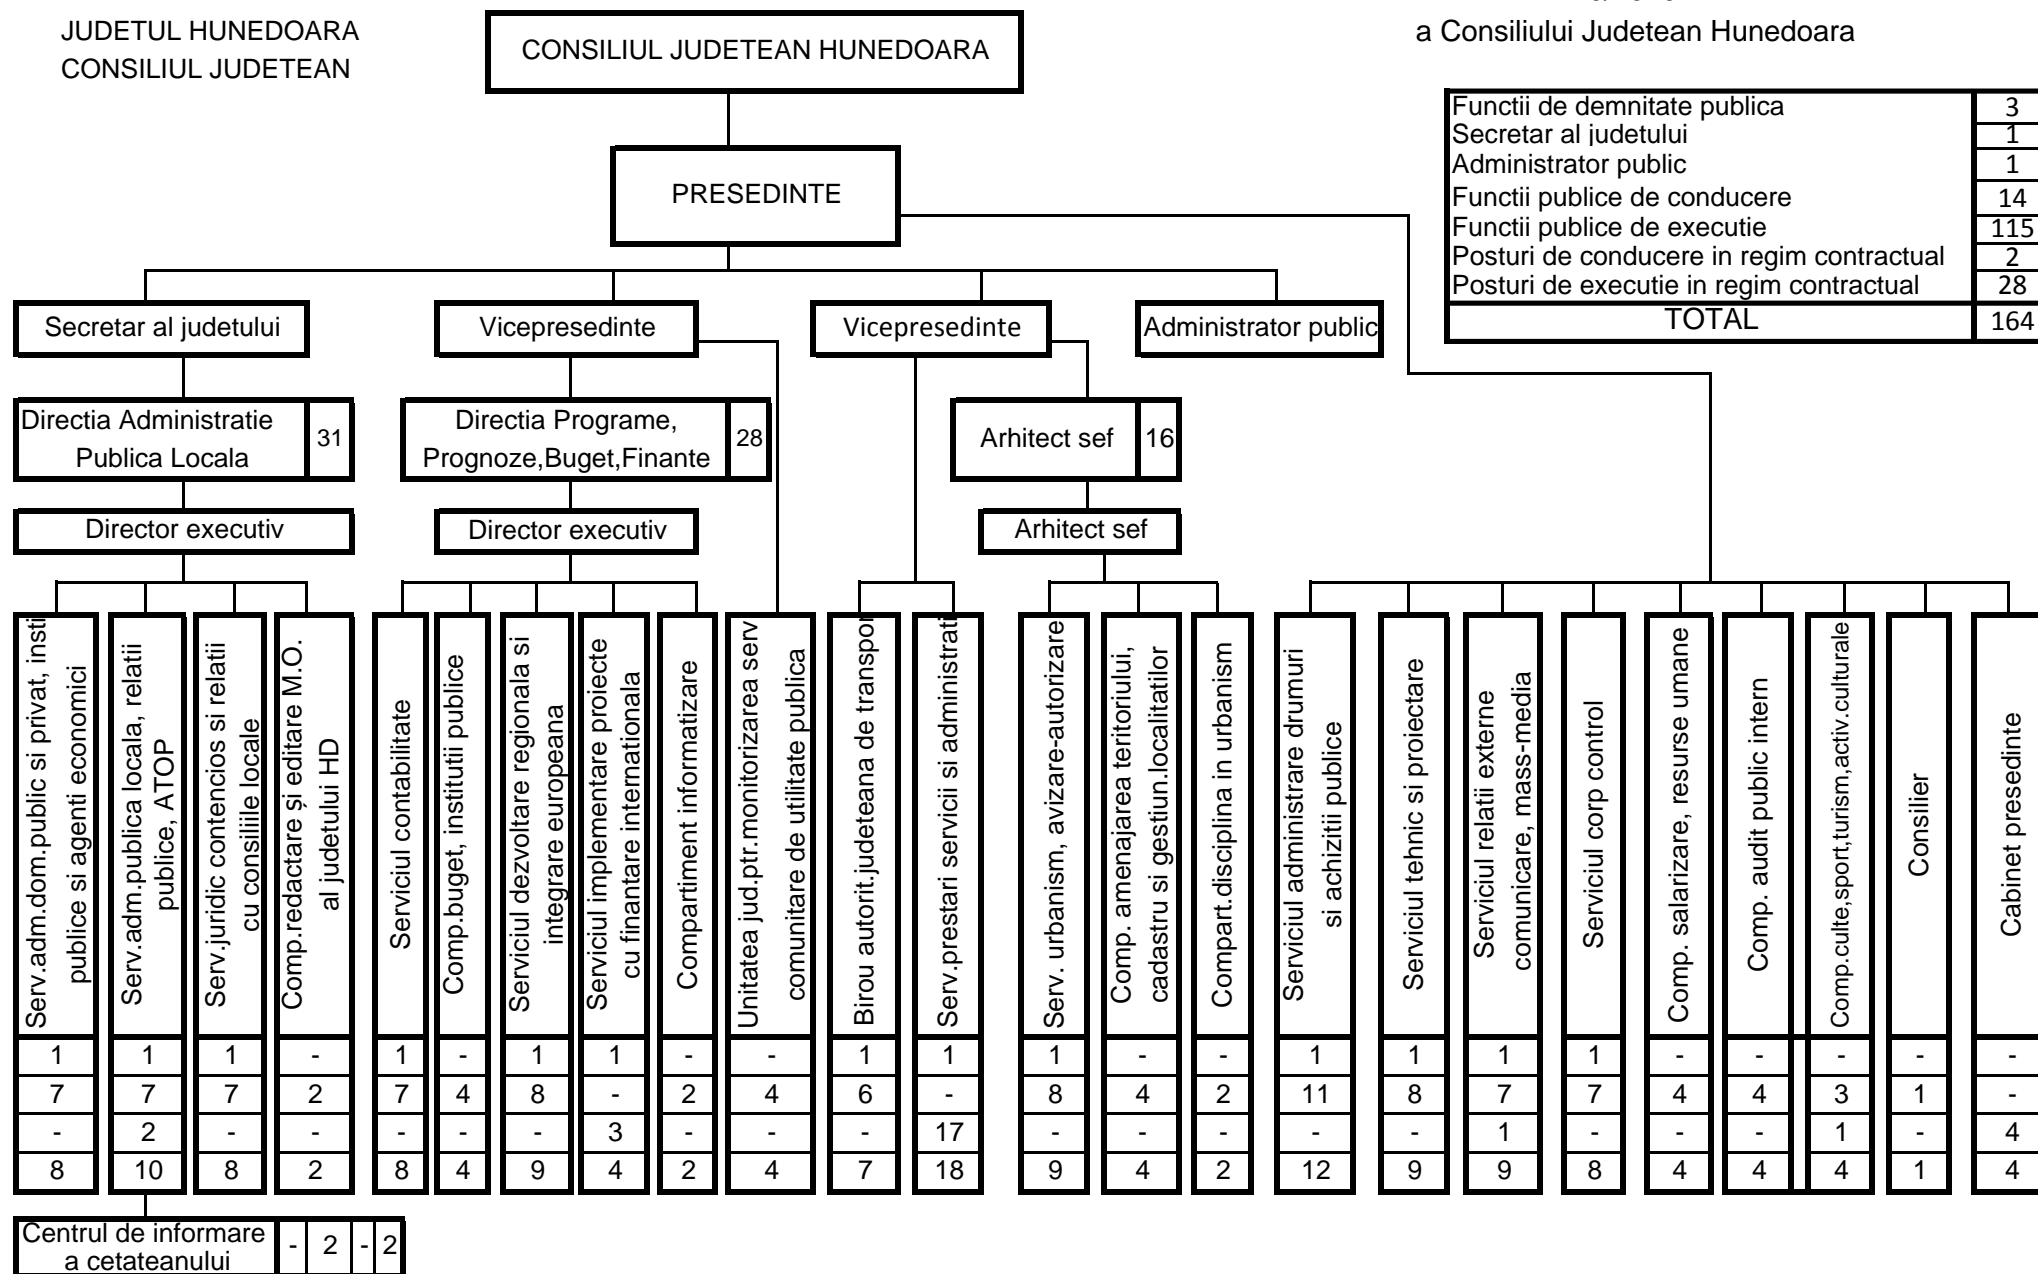 JUDETUL HUNEDOARA
CONSILIUL JUDETEAN
CONSILIUL JUDETEAN HUNEDOARA
a Consiliului Judetean Hunedoara
Functii de demnitate publica 3
Secretar al judetului 1
Administrator public 1
Functii publice de conducere 14
Functii publice de executie 115
Posturi de conducere in regim contractual 2
Posturi de executie in regim contractual 28
TOTAL 164
PRESEDINTE
Secretar al judetului
Vicepresedinte
Vicepresedinte
Administrator public
Directia Administratie
Publica Locala
31
Directia Programe,
Prognoze,Buget,Finante
28
Arhitect sef
16
Director executiv
Director executiv
Arhitect sef
Serv.adm.dom.public si privat, insti
publice si agenti economici
Serv.adm.publica locala, relatii
publice, ATOP
Serv.juridic contencios si relatii
cu consiliile locale
Comp.redactare și editare M.O.
al judetului HD
Serviciul contabilitate
Comp.buget, institutii publice
Serviciul dezvoltare regionala si
integrare europeana
Serviciul implementare proiecte
cu finantare internationala
Compartiment informatizare
Unitatea jud.ptr.monitorizarea serv
comunitare de utilitate publica
Birou autorit.judeteana de transpor
Serv.prestari servicii si administrati
Serv. urbanism, avizare-autorizare
Comp. amenajarea teritoriului,
cadastru si gestiun.localitatilor
Compart.disciplina in urbanism
Serviciul administrare drumuri
si achizitii publice
Serviciul tehnic si proiectare
Serviciul relatii externe
comunicare, mass-media
Serviciul corp control
Comp. salarizare, resurse umane
Comp. audit public intern
Comp.culte,sport,turism,activ.culturale
Consilier
Cabinet presedinte
1 1 1 - 1 - 1 1 - - 1 1 1 - - 1 1 1 1 - - - - -
7 7 7 2 7 4 8 - 2 4 6 - 8 4 2 11 8 7 7 4 4 3 1 -
- 2 - - - - - 3 - - - 17 - - - - - 1 - - - 1 - 4
8 10 8 2 8 4 9 4 2 4 7 18 9 4 2 12 9 9 8 4 4 4 1 4
Centrul de informare
a cetateanului
- 2 - 2